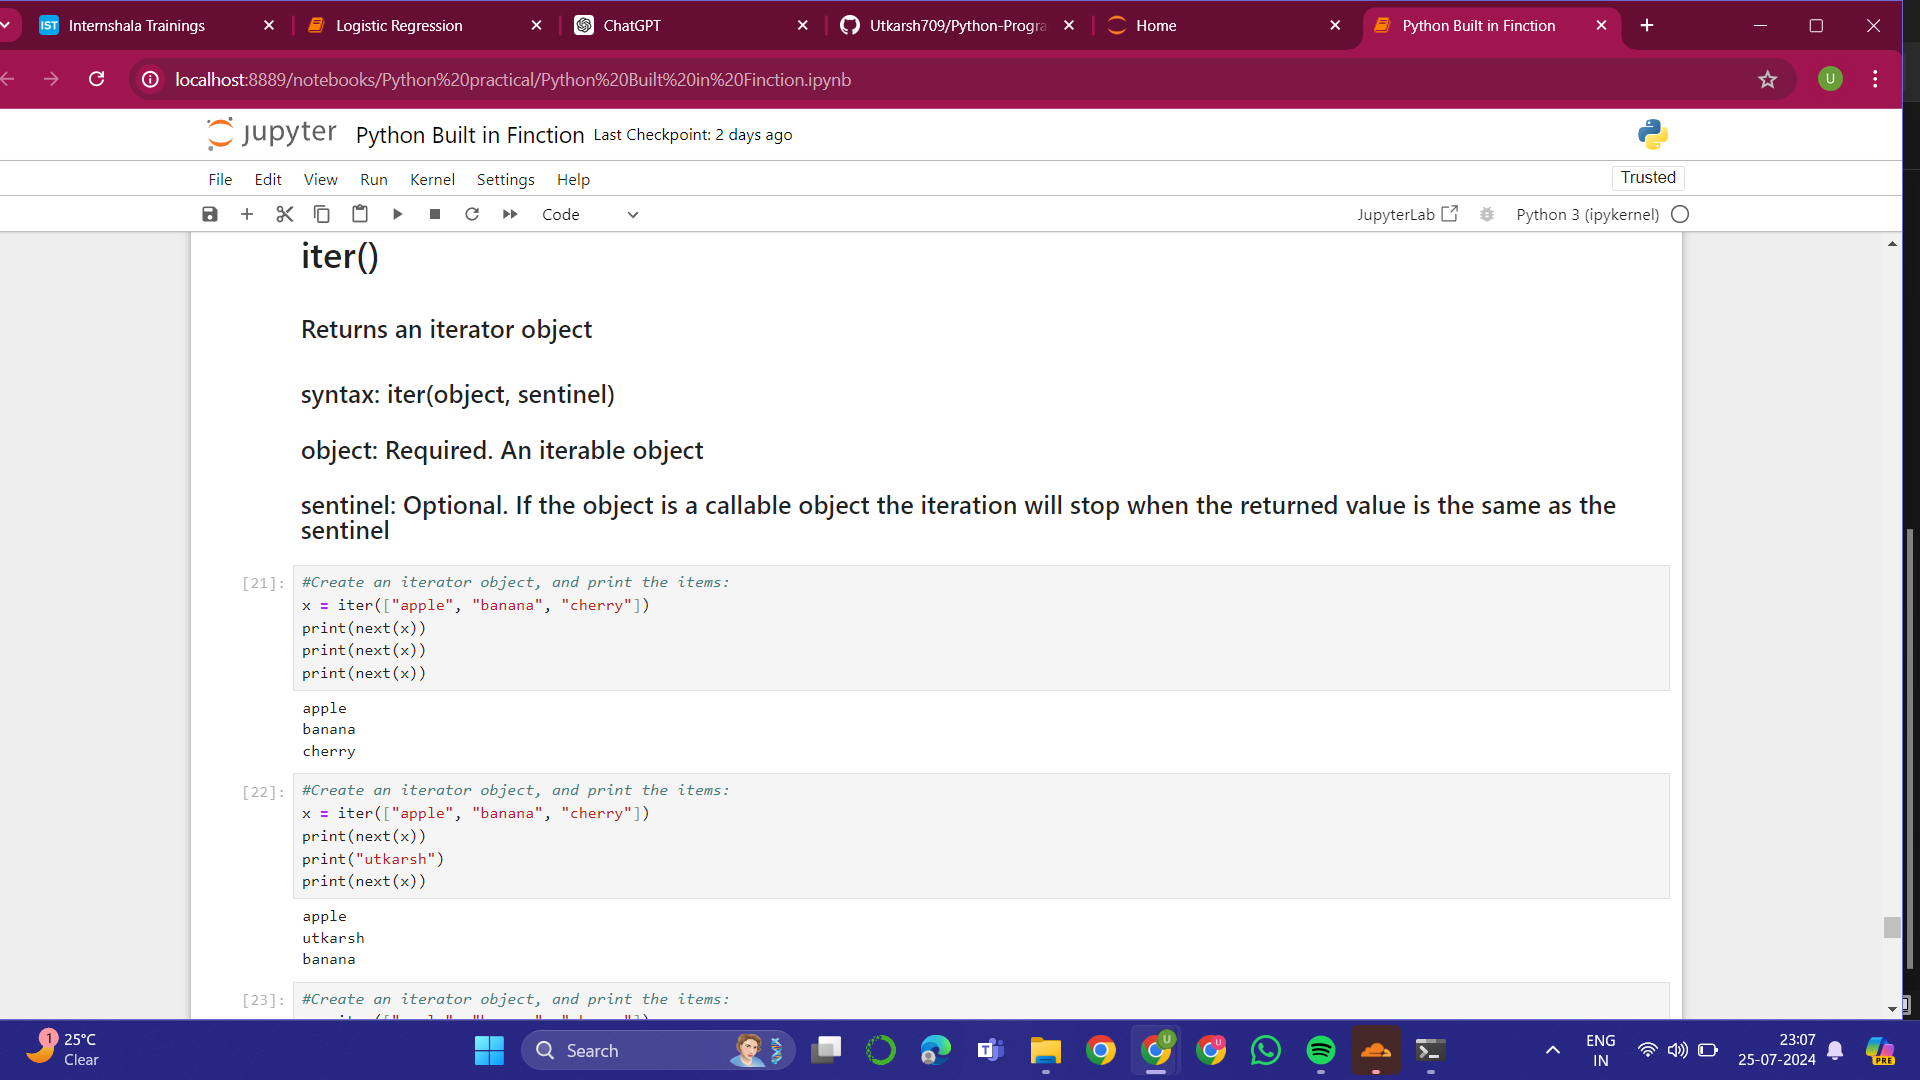 IST Internshala Trainings
Logistic Regression
ChatGPT
Utkarsh709/Python-Progra
Home
Python Built in Finction
localhost:8889/notebooks/Python%20practical/Python%20Built%20in%20Finction.ipynb
U
jupyter Python Built in Finction Last Checkpoint: 2 days ago
File Edit View Run Kernel Settings Help
Trusted
Code
JupyterLab
Python 3 (ipykernel)
iter()
Returns an iterator object
syntax: iter(object, sentinel)
object: Required. An iterable object
sentinel: Optional. If the object is a callable object the iteration will stop when the returned value is the same as the
sentinel
[21]:
#Create an iterator object, and print the items:
x = iter(["apple", "banana", "cherry"])
print(next(x))
print(next(x))
print(next(x))
apple
banana
cherry
[22]:
#Create an iterator object, and print the items:
x = iter(["apple", "banana", "cherry"])
print(next(x))
print("utkarsh")
print(next(x))
apple
utkarsh
banana
[23]:
#Create an iterator object, and print the items:
1
25°C
Clear
Search
U
U
ENG
IN
23:07
25-07-2024
PRE